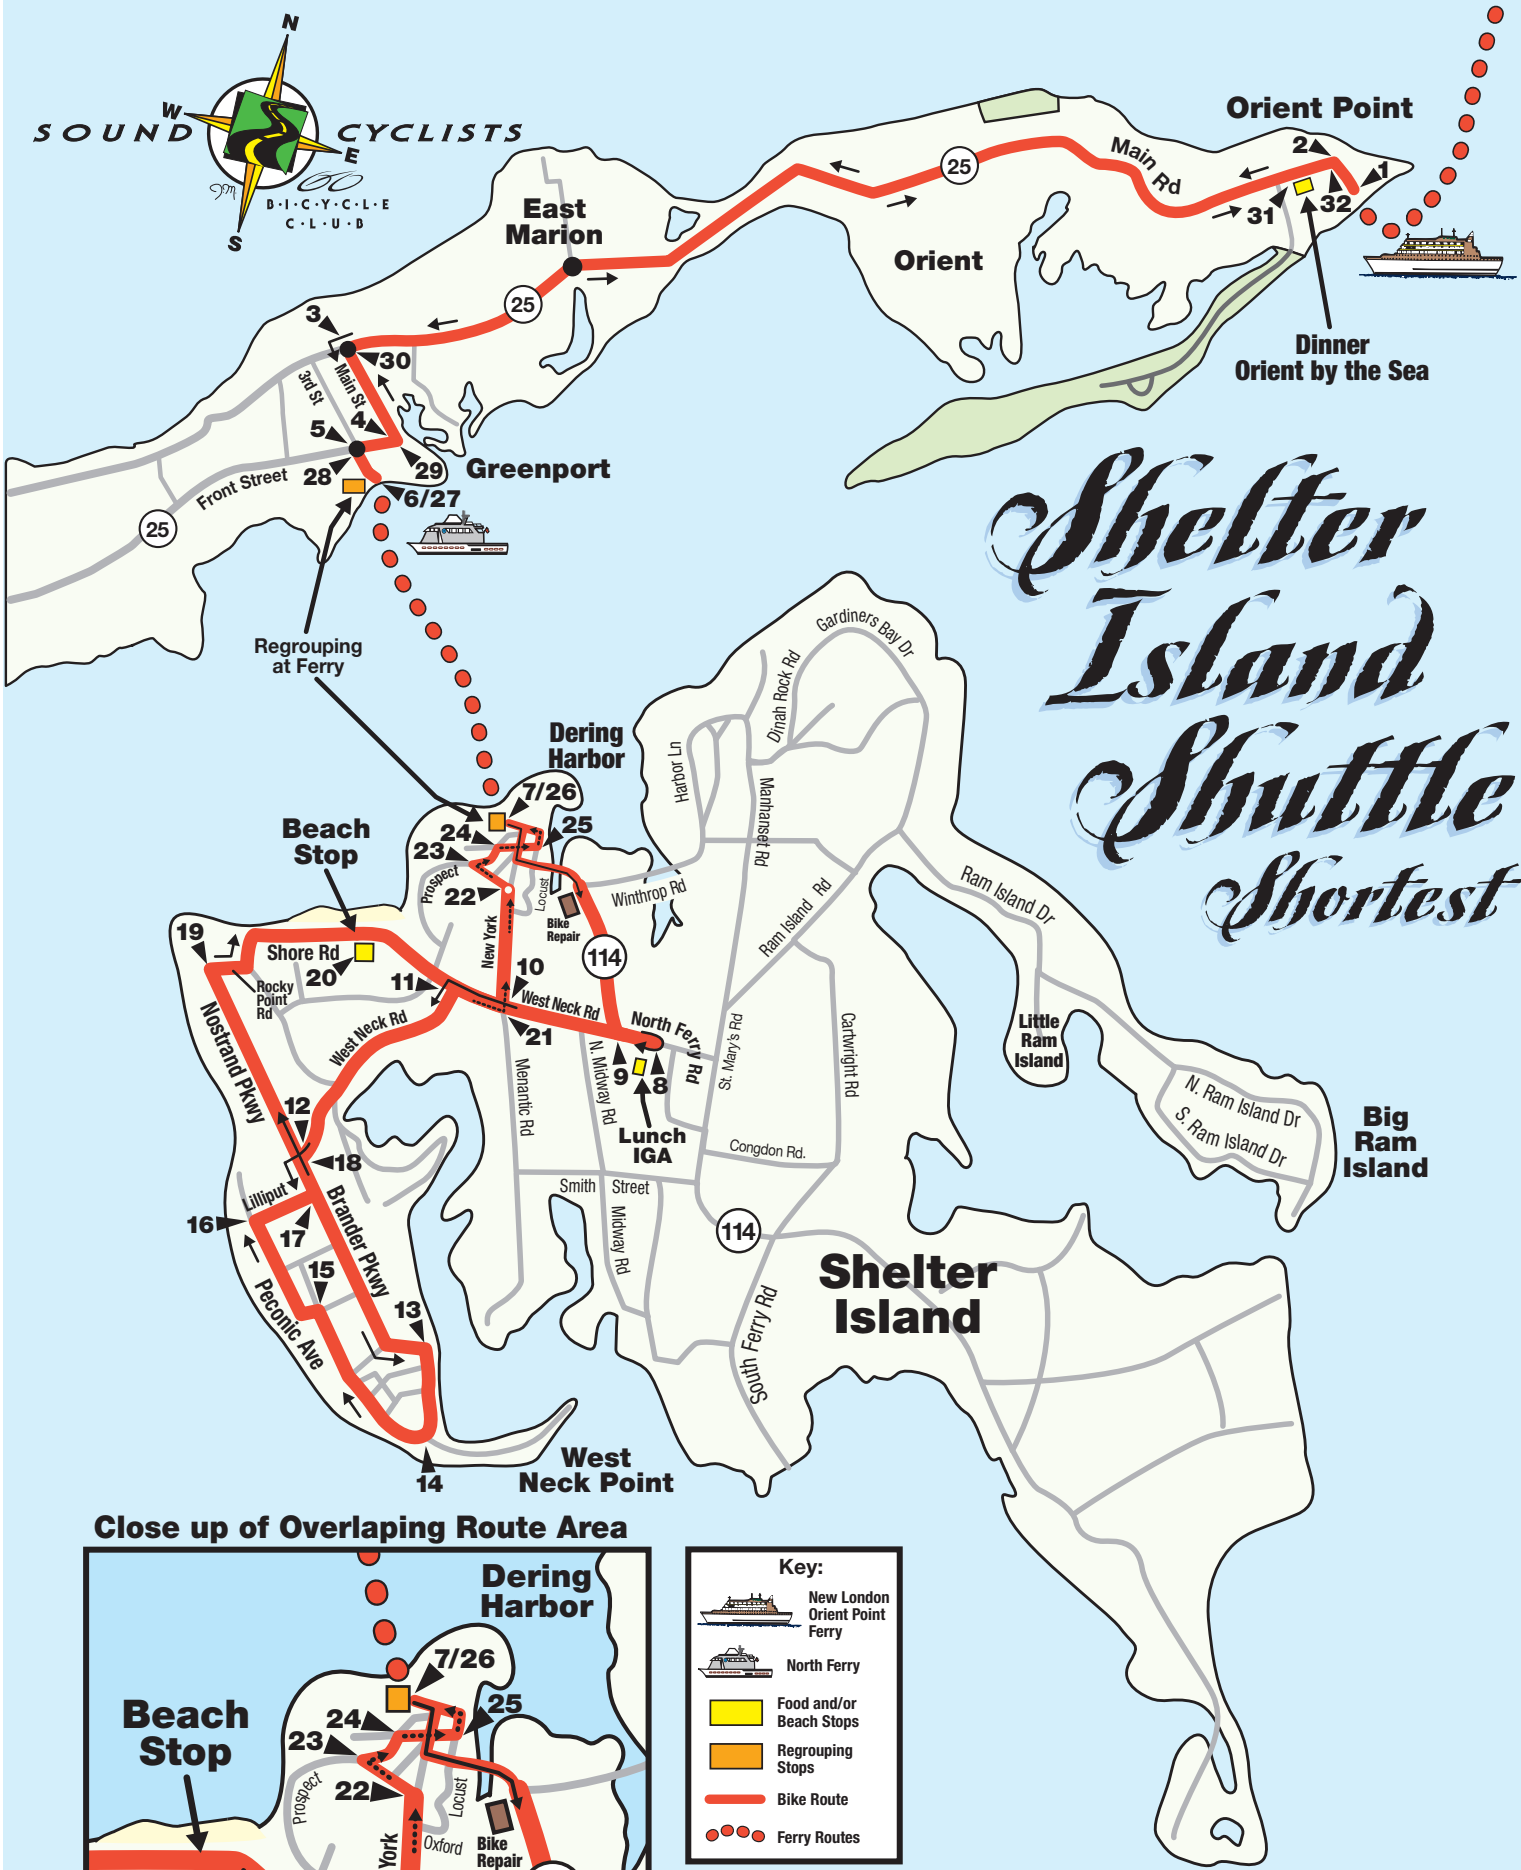 N
W
E
S
SOUND CYCLISTS
B·I·C·Y·C·L·E
C·L·U·B
Orient Point
2
1
25
Main
Rd
31
32
East
Marion
Orient
25
3
30
3rd St
Main St
4
5
28
29
Greenport
Front Street
6/27
25
Dinner
Orient by the Sea
Shelter
Island
Shuttle
Shortest
Regrouping
at Ferry
Gardiners Bay Dr
Dinah Rock Rd
Dering
Harbor
Harbor Ln
Manhanset Rd
7/26
24
25
23
Beach
Stop
Prospect
22
Locust
Winthrop Rd
Bike
Repair
Ram Island Dr
Ram Island Rd
19
Shore Rd
20
New York
114
Rocky
Point
Rd
11
10
West Neck Rd
Nostrand Pkwy
West Neck Rd
21
North Ferry Rd
9
8
Menantic Rd
N. Midway Rd
St. Mary's Rd
Cartwright Rd
Little
Ram
Island
12
18
Lunch
IGA
N. Ram Island Dr
S. Ram Island Dr
Big
Ram
Island
Congdon Rd.
Lilliput
Smith Street
16
17
Brander Pkwy
Midway Rd
114
15
Peconic Ave
13
Shelter
Island
South Ferry Rd
14
West
Neck Point
Close up of Overlaping Route Area
Dering
Harbor
7/26
25
24
23
Beach
Stop
22
Prospect
Locust
Oxford
York
Bike
Repair
Key:
New London
Orient Point
Ferry
North Ferry
Food and/or
Beach Stops
Regrouping
Stops
Bike Route
Ferry Routes